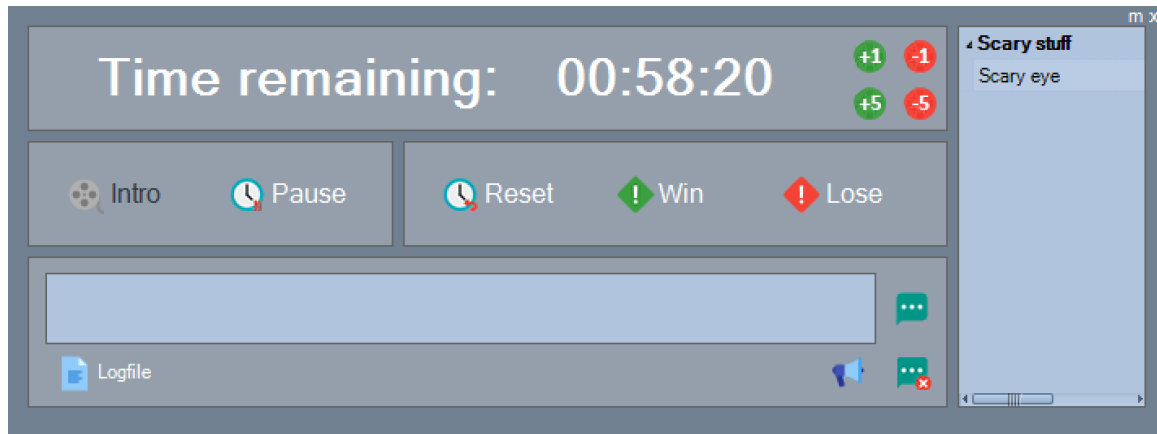 m x
Time remaining: 00:58:20
+1 -1
+5 -5
Scary stuff
Scary eye
Intro Pause Reset Win Lose
Logfile